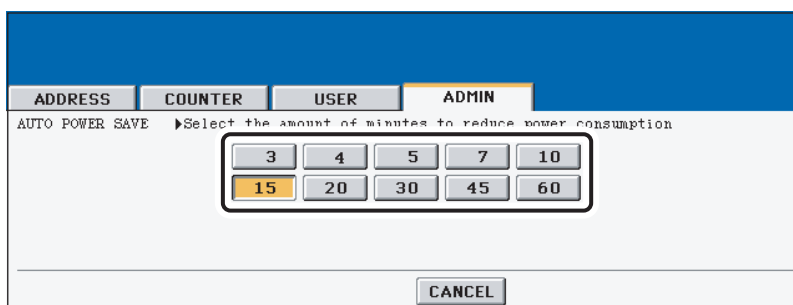 ADDRESS COUNTER USER ADMIN
AUTO POWER SAVE ▶Select the amount of minutes to reduce power consumption
3 4 5 7 10
15 20 30 45 60
CANCEL